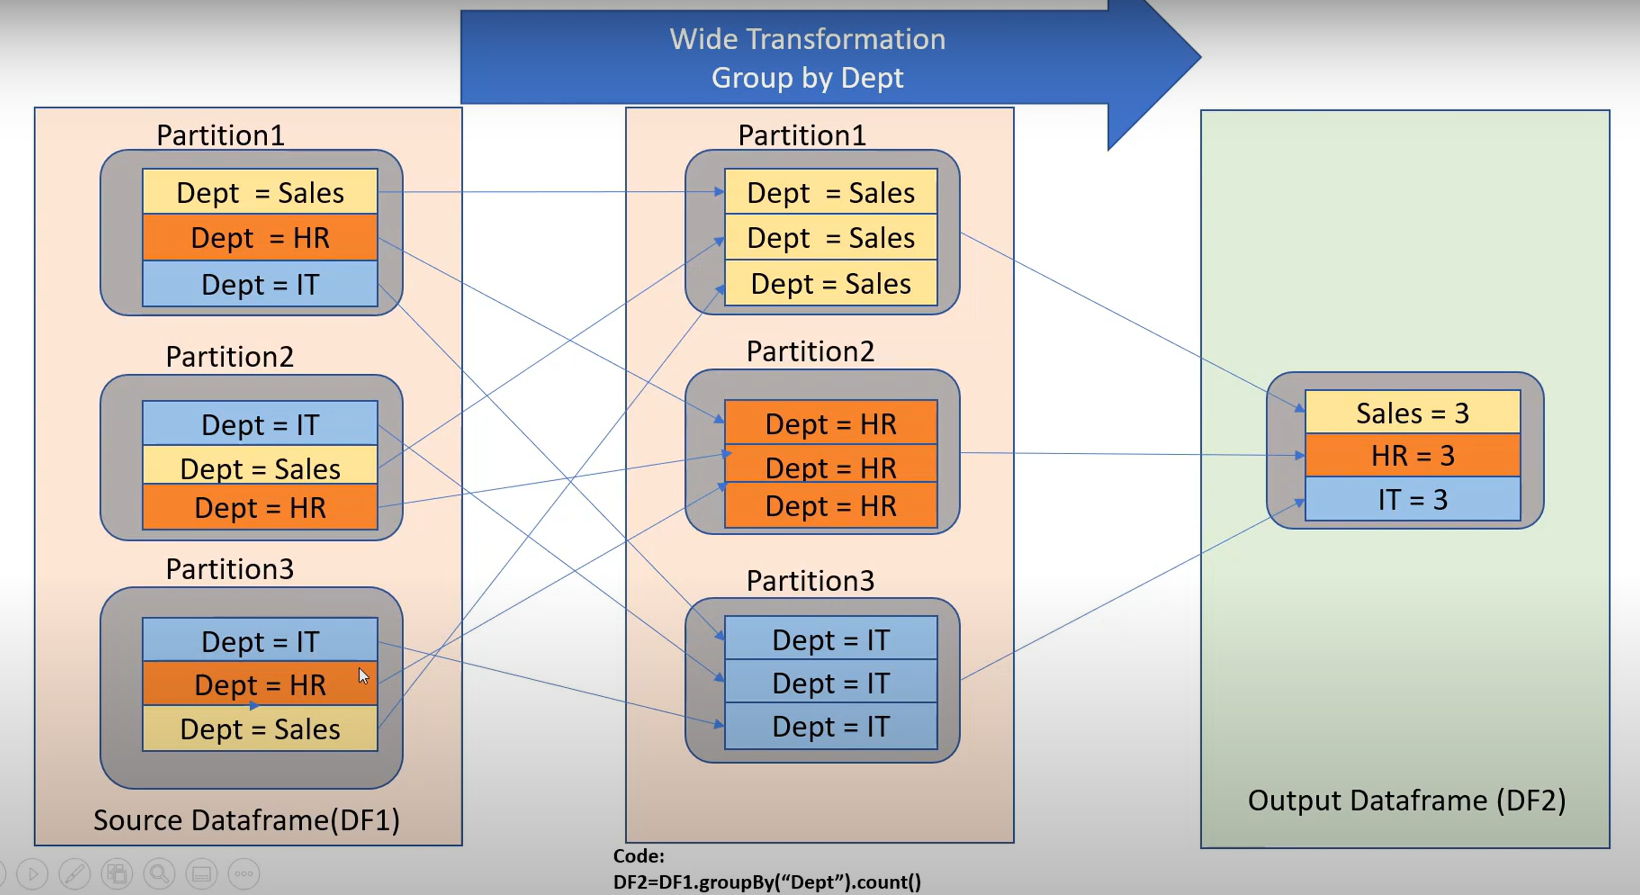 Wide Transformation
Group by Dept
Partition1
Dept = Sales
Dept = HR
Dept = IT
Partition2
Dept = IT
Dept = Sales
Dept = HR
Partition3
Dept = IT
Dept = HR
Dept = Sales
Source Dataframe(DF1)
Partition1
Dept = Sales
Dept = Sales
Dept = Sales
Partition2
Dept = HR
Dept = HR
Dept = HR
Partition3
Dept = IT
Dept = IT
Dept = IT
Sales = 3
HR = 3
IT = 3
Output Dataframe (DF2)
Code:
DF2=DF1.groupBy(“Dept”).count()